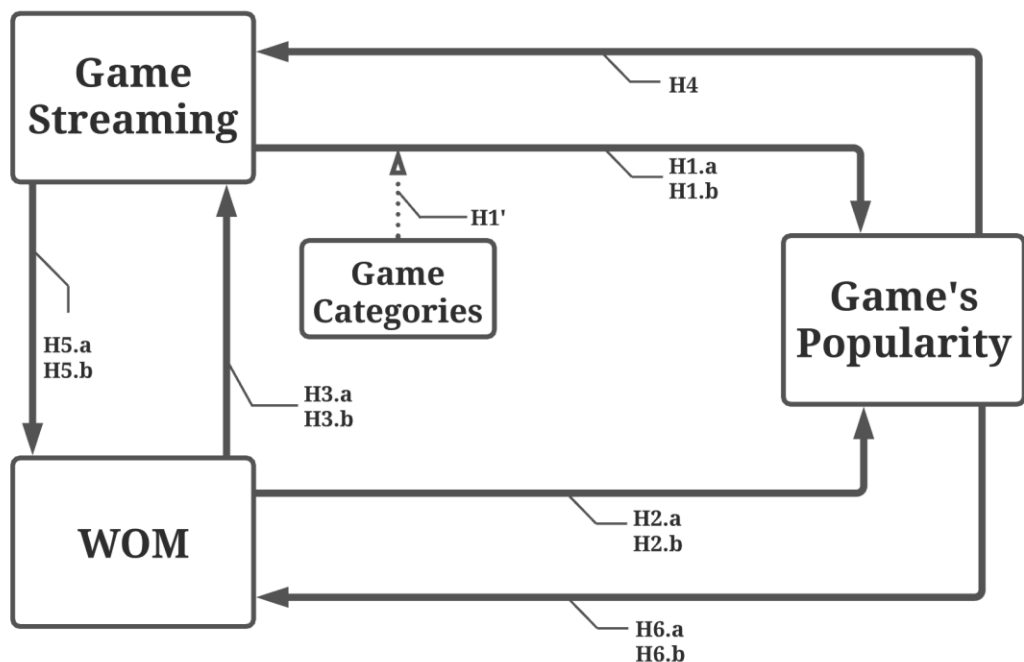 Game
Streaming
H4
H1.a
H1.b
H1'
Game
Categories
Game's
Popularity
H5.a
H5.b
H3.a
H3.b
WOM
H2.a
H2.b
H6.a
H6.b